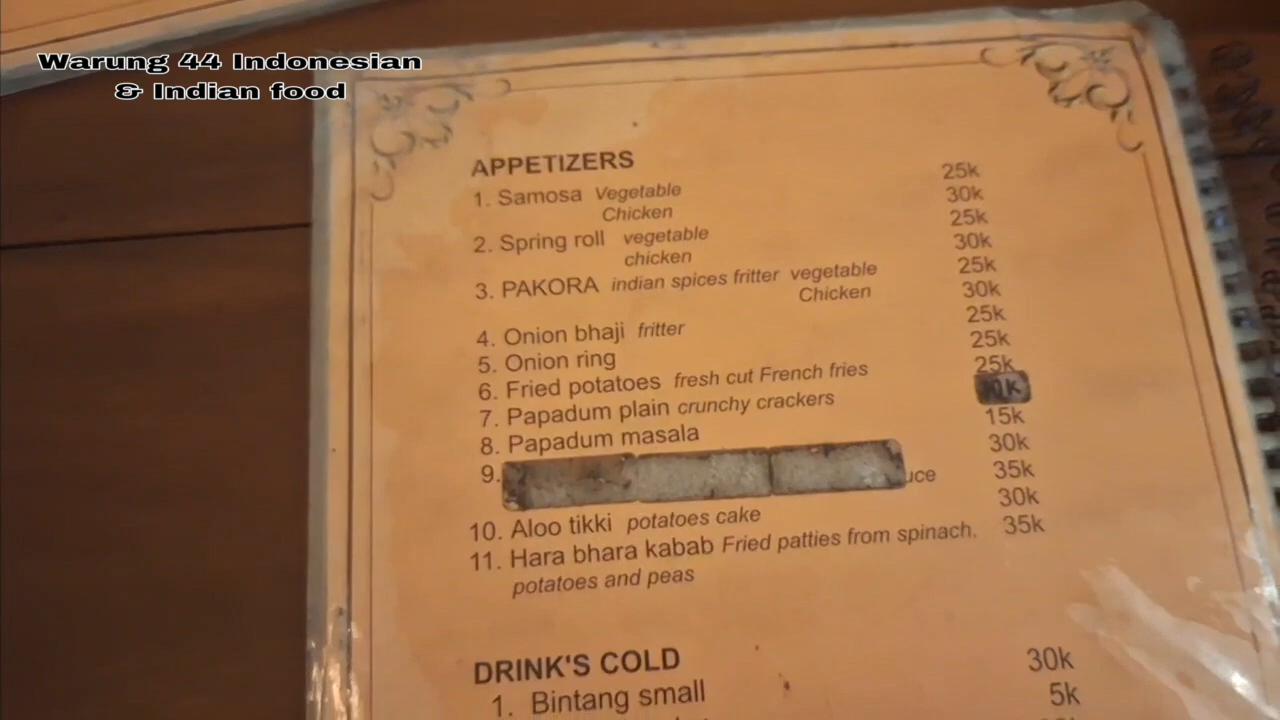 Warung 44 Indonesian
& Indian food
APPETIZERS
1. Samosa Vegetable 25k
Chicken 30k
2. Spring roll vegetable 25k
chicken 30k
3. PAKORA indian spices fritter vegetable 25k
Chicken 30k
4. Onion bhaji fritter 25k
5. Onion ring 25k
6. Fried potatoes fresh cut French fries 25k
7. Papadum plain crunchy crackers
8. Papadum masala 15k
9. 30k
35k
10. Aloo tikki potatoes cake 30k
11. Hara bhara kabab Fried patties from spinach, 35k
potatoes and peas
DRINK'S COLD
1. Bintang small 30k
5k